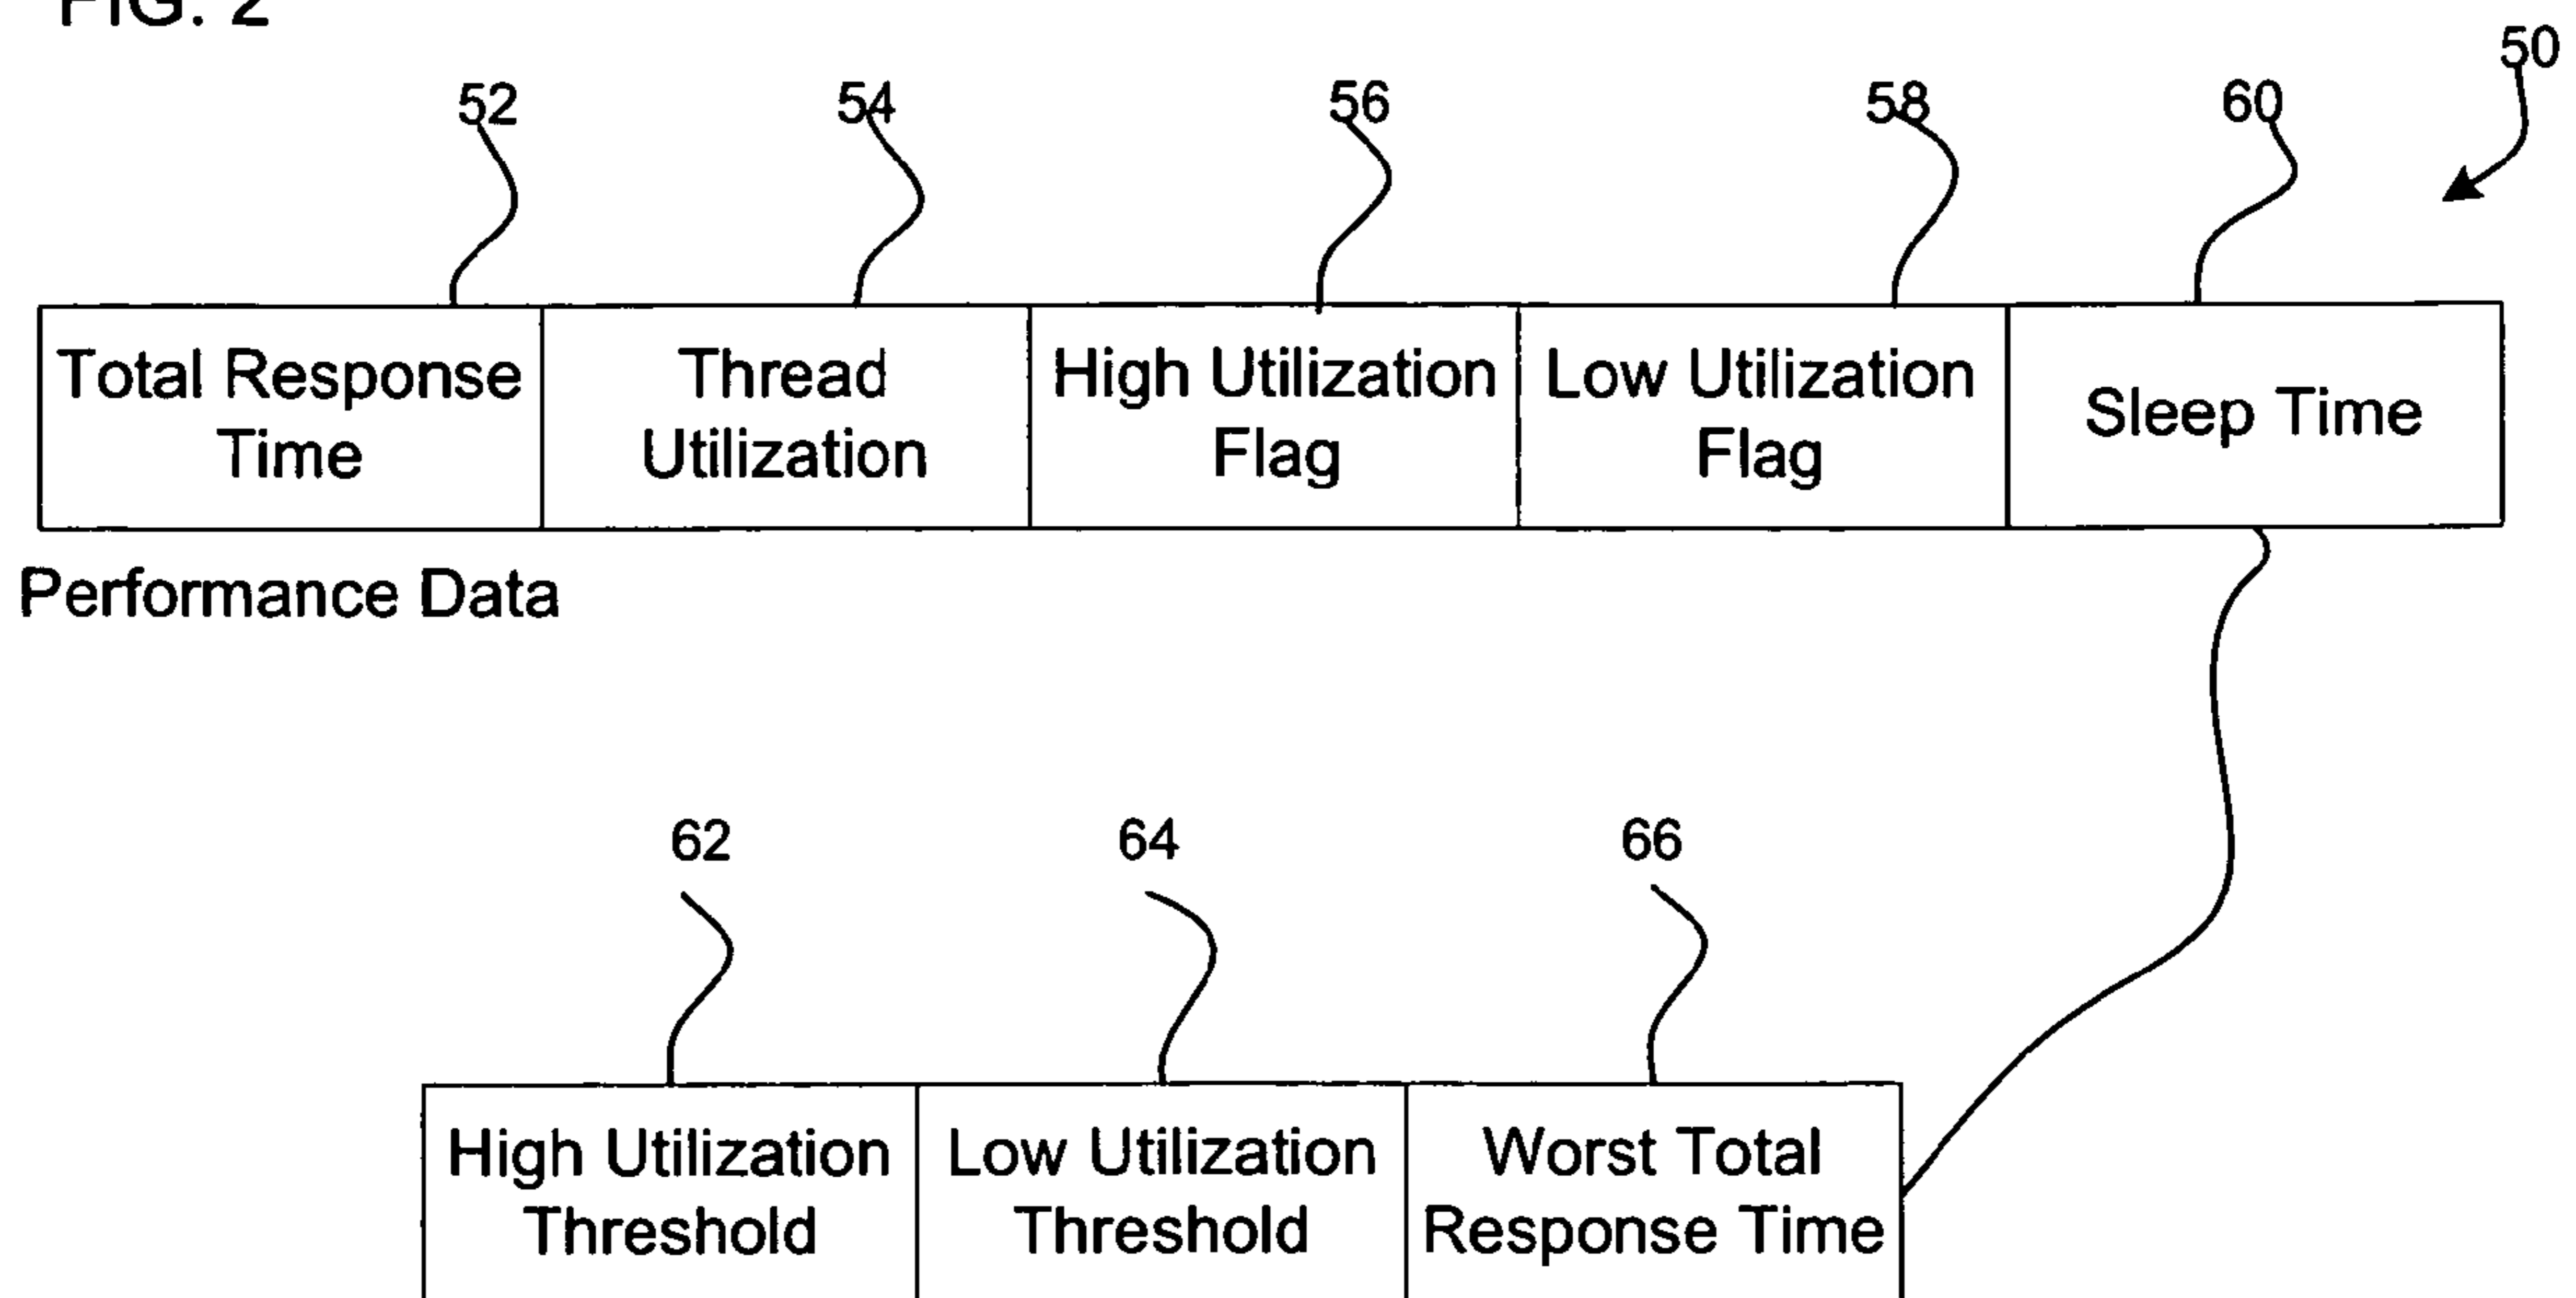 FIG. 2
50
52 54 56 58 60
Total Response Time
Thread Utilization
High Utilization Flag
Low Utilization Flag
Sleep Time
Performance Data
62 64 66
High Utilization Threshold
Low Utilization Threshold
Worst Total Response Time